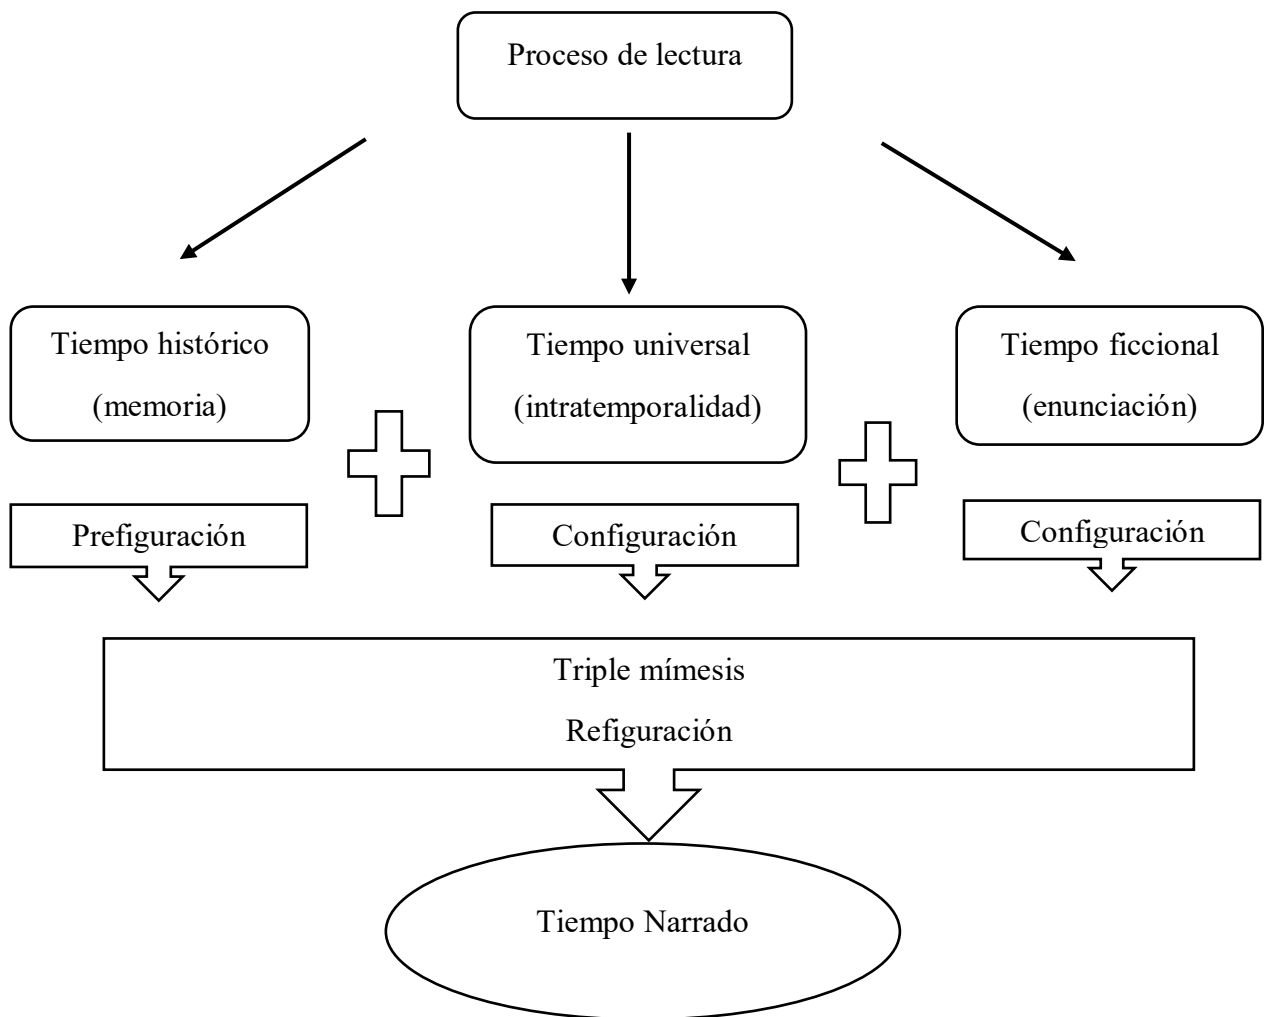 Proceso de lectura
Tiempo histórico
(memoria)
Tiempo universal
(intratemporalidad)
Tiempo ficcional
(enunciación)
Prefiguración
Configuración
Configuración
Triple mímesis
Refiguración
Tiempo Narrado